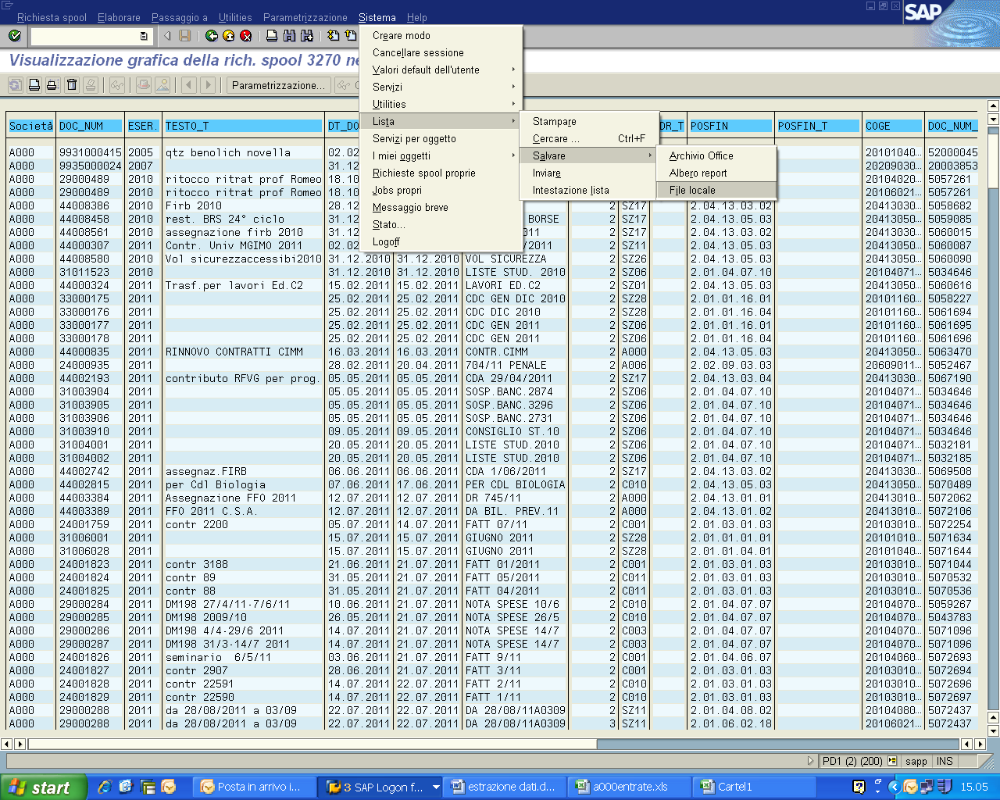 Richiesta spool Elaborare Passaggio a Utilities Parametrizzazione Sistema Help
SAP
Visualizzazione grafica della rich. spool 3270 ne
Parametrizzazione...
Creare modo
Cancellare sessione
Valori default dell'utente
Servizi
Utilities
Lista
Servizi per oggetto
I miei oggetti
Richieste spool proprie
Jobs propri
Messaggio breve
Stato...
Logoff
Stampare
Cercare ... Ctrl+F
Salvare
Inviare
Intestazione lista
Archivio Office
Albero report
File locale
Società DOC_NUM ESER. TESTO_T DT_DO DR_T POSFIN POSFIN_T COGE DOC_NUM_
A000 9931000415 2005 qtz benolich novella 02.02 20101040... 52000045
A000 9935000024 2007 31.12 20209030... 20003853
A000 29000489 2010 ritocco ritrat prof Romeo 18.10 20104020... 5057261
A000 29000489 2010 ritocco ritrat prof Romeo 18.10 20106021... 5057261
A000 44008386 2010 Firb 2010 28.12 2 SZ17 2.04.13.03.02 20413030... 5058682
A000 44008458 2010 rest. BRS 24° ciclo 31.12 BORSE 2 SZ17 2.04.13.05.03 20413050... 5059085
A000 44008561 2010 assegnazione firb 2010 31.12 011 2 SZ17 2.04.13.03.02 20413030... 5060015
A000 44000307 2011 Contr. Univ MGIMO 2011 02.02 /2011 2 SZ11 2.04.13.05.03 20413050... 5060087
A000 44008580 2010 Vol sicurezzaccessibi2010 31.12.2010 31.12.2010 VOL SICUREZZA 2 SZ26 2.04.13.05.03 20413050... 5060090
A000 31011523 2010 31.12.2010 31.12.2010 LISTE STUD. 2010 2 SZ06 2.01.04.07.10 20104071... 5034646
A000 44000324 2011 Trasf.per lavori Ed.C2 15.02.2011 15.02.2011 LAVORI ED.C2 2 SZ01 2.04.13.05.03 20413050... 5060616
A000 33000175 2011 25.02.2011 25.02.2011 CDC GEN DIC 2010 2 SZ28 2.01.01.16.01 20101160... 5058227
A000 33000176 2011 25.02.2011 25.02.2011 CDC DIC 2010 2 SZ28 2.01.01.16.04 20101160... 5061694
A000 33000177 2011 25.02.2011 25.02.2011 CDC GEN 2011 2 SZ06 2.01.01.16.01 20101160... 5061695
A000 33000178 2011 25.02.2011 25.02.2011 CDC GEN 2011 2 SZ06 2.01.01.16.04 20101160... 5061696
A000 44000835 2011 RINNOVO CONTRATTI CIMM 16.03.2011 16.03.2011 CONTR.CIMM 2 A000 2.04.13.05.03 20413050... 5063470
A000 24000935 2011 28.02.2011 20.04.2011 704/11 PENALE 2 A006 2.02.09.03.03 20609011... 5052467
A000 44002193 2011 contributo RFVG per prog. 05.05.2011 05.05.2011 CDA 29/04/2011 2 SZ17 2.04.13.01.03 20413030... 5067190
A000 31003904 2011 05.05.2011 05.05.2011 SOSP.BANC.2874 2 SZ06 2.01.04.07.10 20104071... 5034646
A000 31003905 2011 05.05.2011 05.05.2011 SOSP.BANC.3296 2 SZ06 2.01.04.07.10 20104071... 5034646
A000 31003906 2011 05.05.2011 05.05.2011 SOSP.BANC.2731 2 SZ06 2.01.04.07.10 20104071... 5034646
A000 31003910 2011 09.05.2011 09.05.2011 CONSIGLIO ST.10 2 SZ06 2.01.04.07.10 20104071... 5034646
A000 31004001 2011 20.05.2011 20.05.2011 LISTE STUD.2010 2 SZ06 2.01.04.07.10 20104071... 5032181
A000 31004002 2011 20.05.2011 20.05.2011 LISTE STUD.2010 2 SZ06 2.01.04.07.10 20104071... 5032185
A000 44002742 2011 assegnaz.FIRB 06.06.2011 06.06.2011 CDA 1/06/2011 2 SZ17 2.04.13.03.02 20413030... 5069508
A000 44002815 2011 per Cdl Biologia 07.06.2011 17.06.2011 PER CDL BIOLOGIA 2 C010 2.04.13.05.03 20413050... 5070489
A000 44003384 2011 Assegnazione FFO 2011 12.07.2011 12.07.2011 DR 745/11 2 A000 2.04.13.01.01 20413010... 5072062
A000 44003389 2011 FFO 2011 C.S.A. 12.07.2011 12.07.2011 DA BIL. PREV.11 2 A000 2.04.13.01.02 20413010... 5072106
A000 24001759 2011 contr 2200 05.07.2011 14.07.2011 FATT 07/11 2 C001 2.01.03.01.03 20103010... 5072254
A000 31006001 2011 15.07.2011 15.07.2011 GIUGNO 2011 2 SZ28 2.01.01.01.01 20101010... 5071634
A000 31006028 2011 15.07.2011 15.07.2011 GIUGNO 2011 2 SZ28 2.01.01.04.01 20101040... 5071644
A000 24001823 2011 contr 3188 21.06.2011 21.07.2011 FATT 01/2011 2 C001 2.01.03.01.03 20103010... 5071044
A000 24001824 2011 contr 89 31.05.2011 21.07.2011 FATT 05/2011 2 C011 2.01.03.01.03 20103010... 5070532
A000 24001825 2011 contr 88 31.05.2011 21.07.2011 FATT 04/2011 2 C011 2.01.03.01.03 20103010... 5070536
A000 29000284 2011 DM198 27/4/11-7/6/11 10.06.2011 21.07.2011 NOTA SPESE 10/6 2 C010 2.01.04.07.07 20104070... 5059267
A000 29000285 2011 DM198 2009/10 26.05.2011 21.07.2011 NOTA SPESE 26/5 2 C010 2.01.04.07.07 20104070... 5043783
A000 29000286 2011 DM198 4/4-29/6 2011 14.07.2011 21.07.2011 NOTA SPESE 14/7 2 C003 2.01.04.07.07 20104070... 5071096
A000 29000287 2011 DM198 31/3-14/7 2011 14.07.2011 21.07.2011 NOTA SPESE 14/7 2 C003 2.01.04.07.07 20104070... 5071096
A000 24001826 2011 seminario 6/5/11 03.06.2011 21.07.2011 FATT 9/11 2 C001 2.01.04.06.07 20104060... 5072693
A000 24001827 2011 contr 2907 28.06.2011 21.07.2011 FATT 3/11 2 C001 2.01.03.01.03 20103010... 5072694
A000 24001828 2011 contr 22591 14.07.2011 22.07.2011 FATT 2/11 2 C010 2.01.03.01.03 20103010... 5072696
A000 24001829 2011 contr 22590 14.07.2011 22.07.2011 FATT 1/11 2 C010 2.01.03.01.03 20103010... 5072697
A000 29000288 2011 da 28/08/2011 a 03/09 22.07.2011 22.07.2011 DA 28/08/11A0309 2 SZ11 2.01.04.08.02 20104080... 5072437
A000 29000288 2011 da 28/08/2011 a 03/09 22.07.2011 22.07.2011 DA 28/08/11A0309 3 SZ11 2.01.06.02.18 20106021... 5072437
PD1 (2) (200) sapp INS
start Posta in arrivo i... 3 SAP Logon f... estrazione dati.d... a000entrate.xls Cartel1 15.05